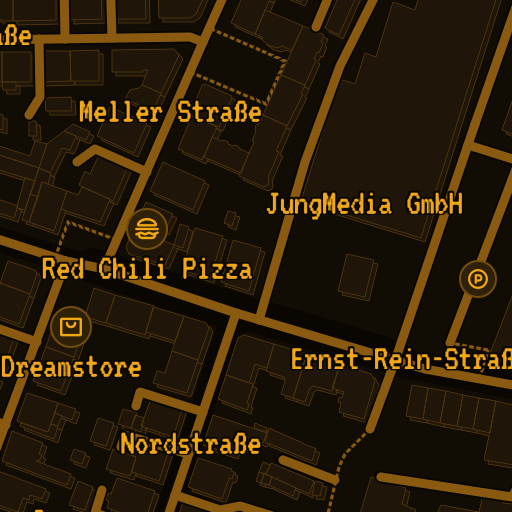 aße
Meller Straße
JungMedia GmbH
Red Chili Pizza
P
Dreamstore
Ernst-Rein-Straß
Nordstraße